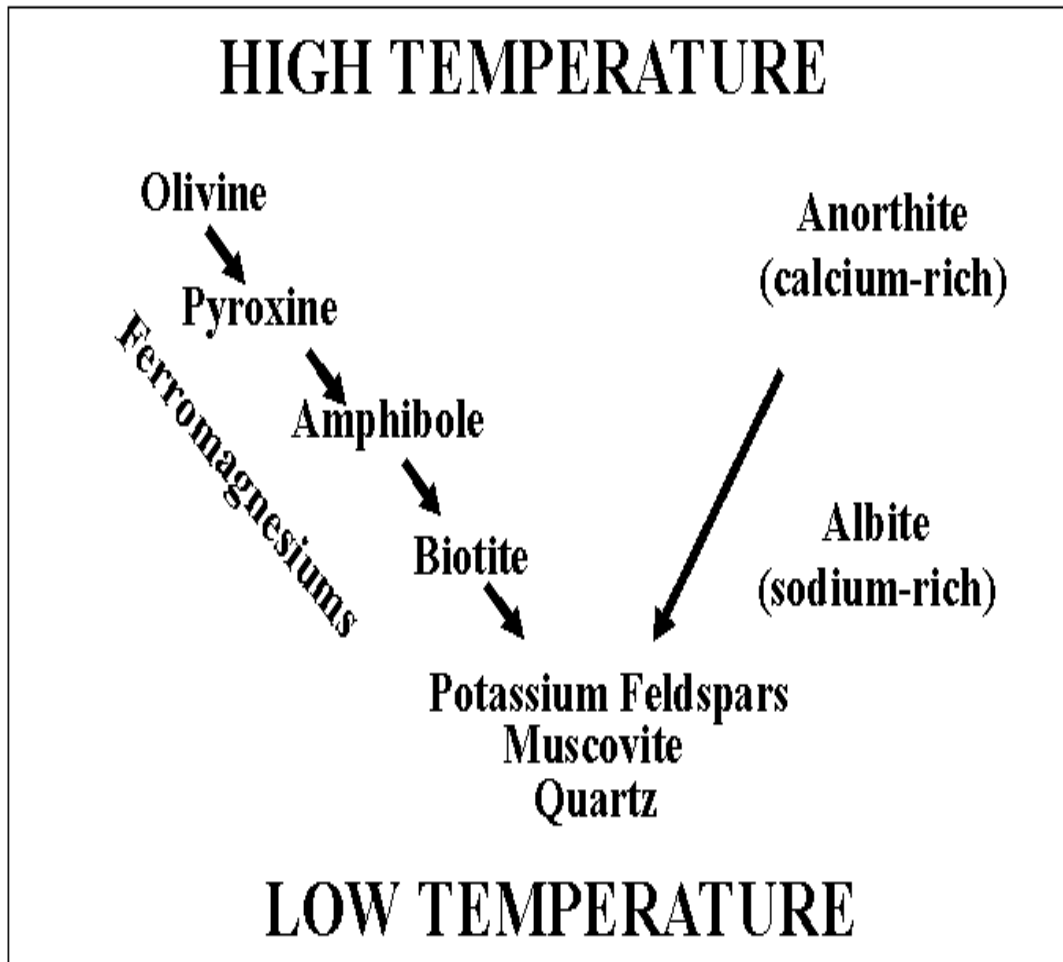 HIGH TEMPERATURE
Olivine
Anorthite
(calcium-rich)
Pyroxine
Ferromagnesiums
Amphibole
Albite
(sodium-rich)
Biotite
Potassium Feldspars
Muscovite
Quartz
LOW TEMPERATURE